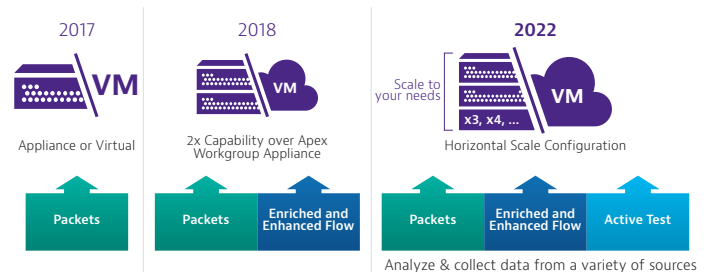 2017
VM
Appliance or Virtual
Packets
2018
VM
2x Capability over Apex
Workgroup Appliance
Packets
Enriched and
Enhanced Flow
2022
Scale to
your needs
VM
x3, x4, ...
Horizontal Scale Configuration
Packets
Enriched and
Enhanced Flow
Active Test
Analyze & collect data from a variety of sources